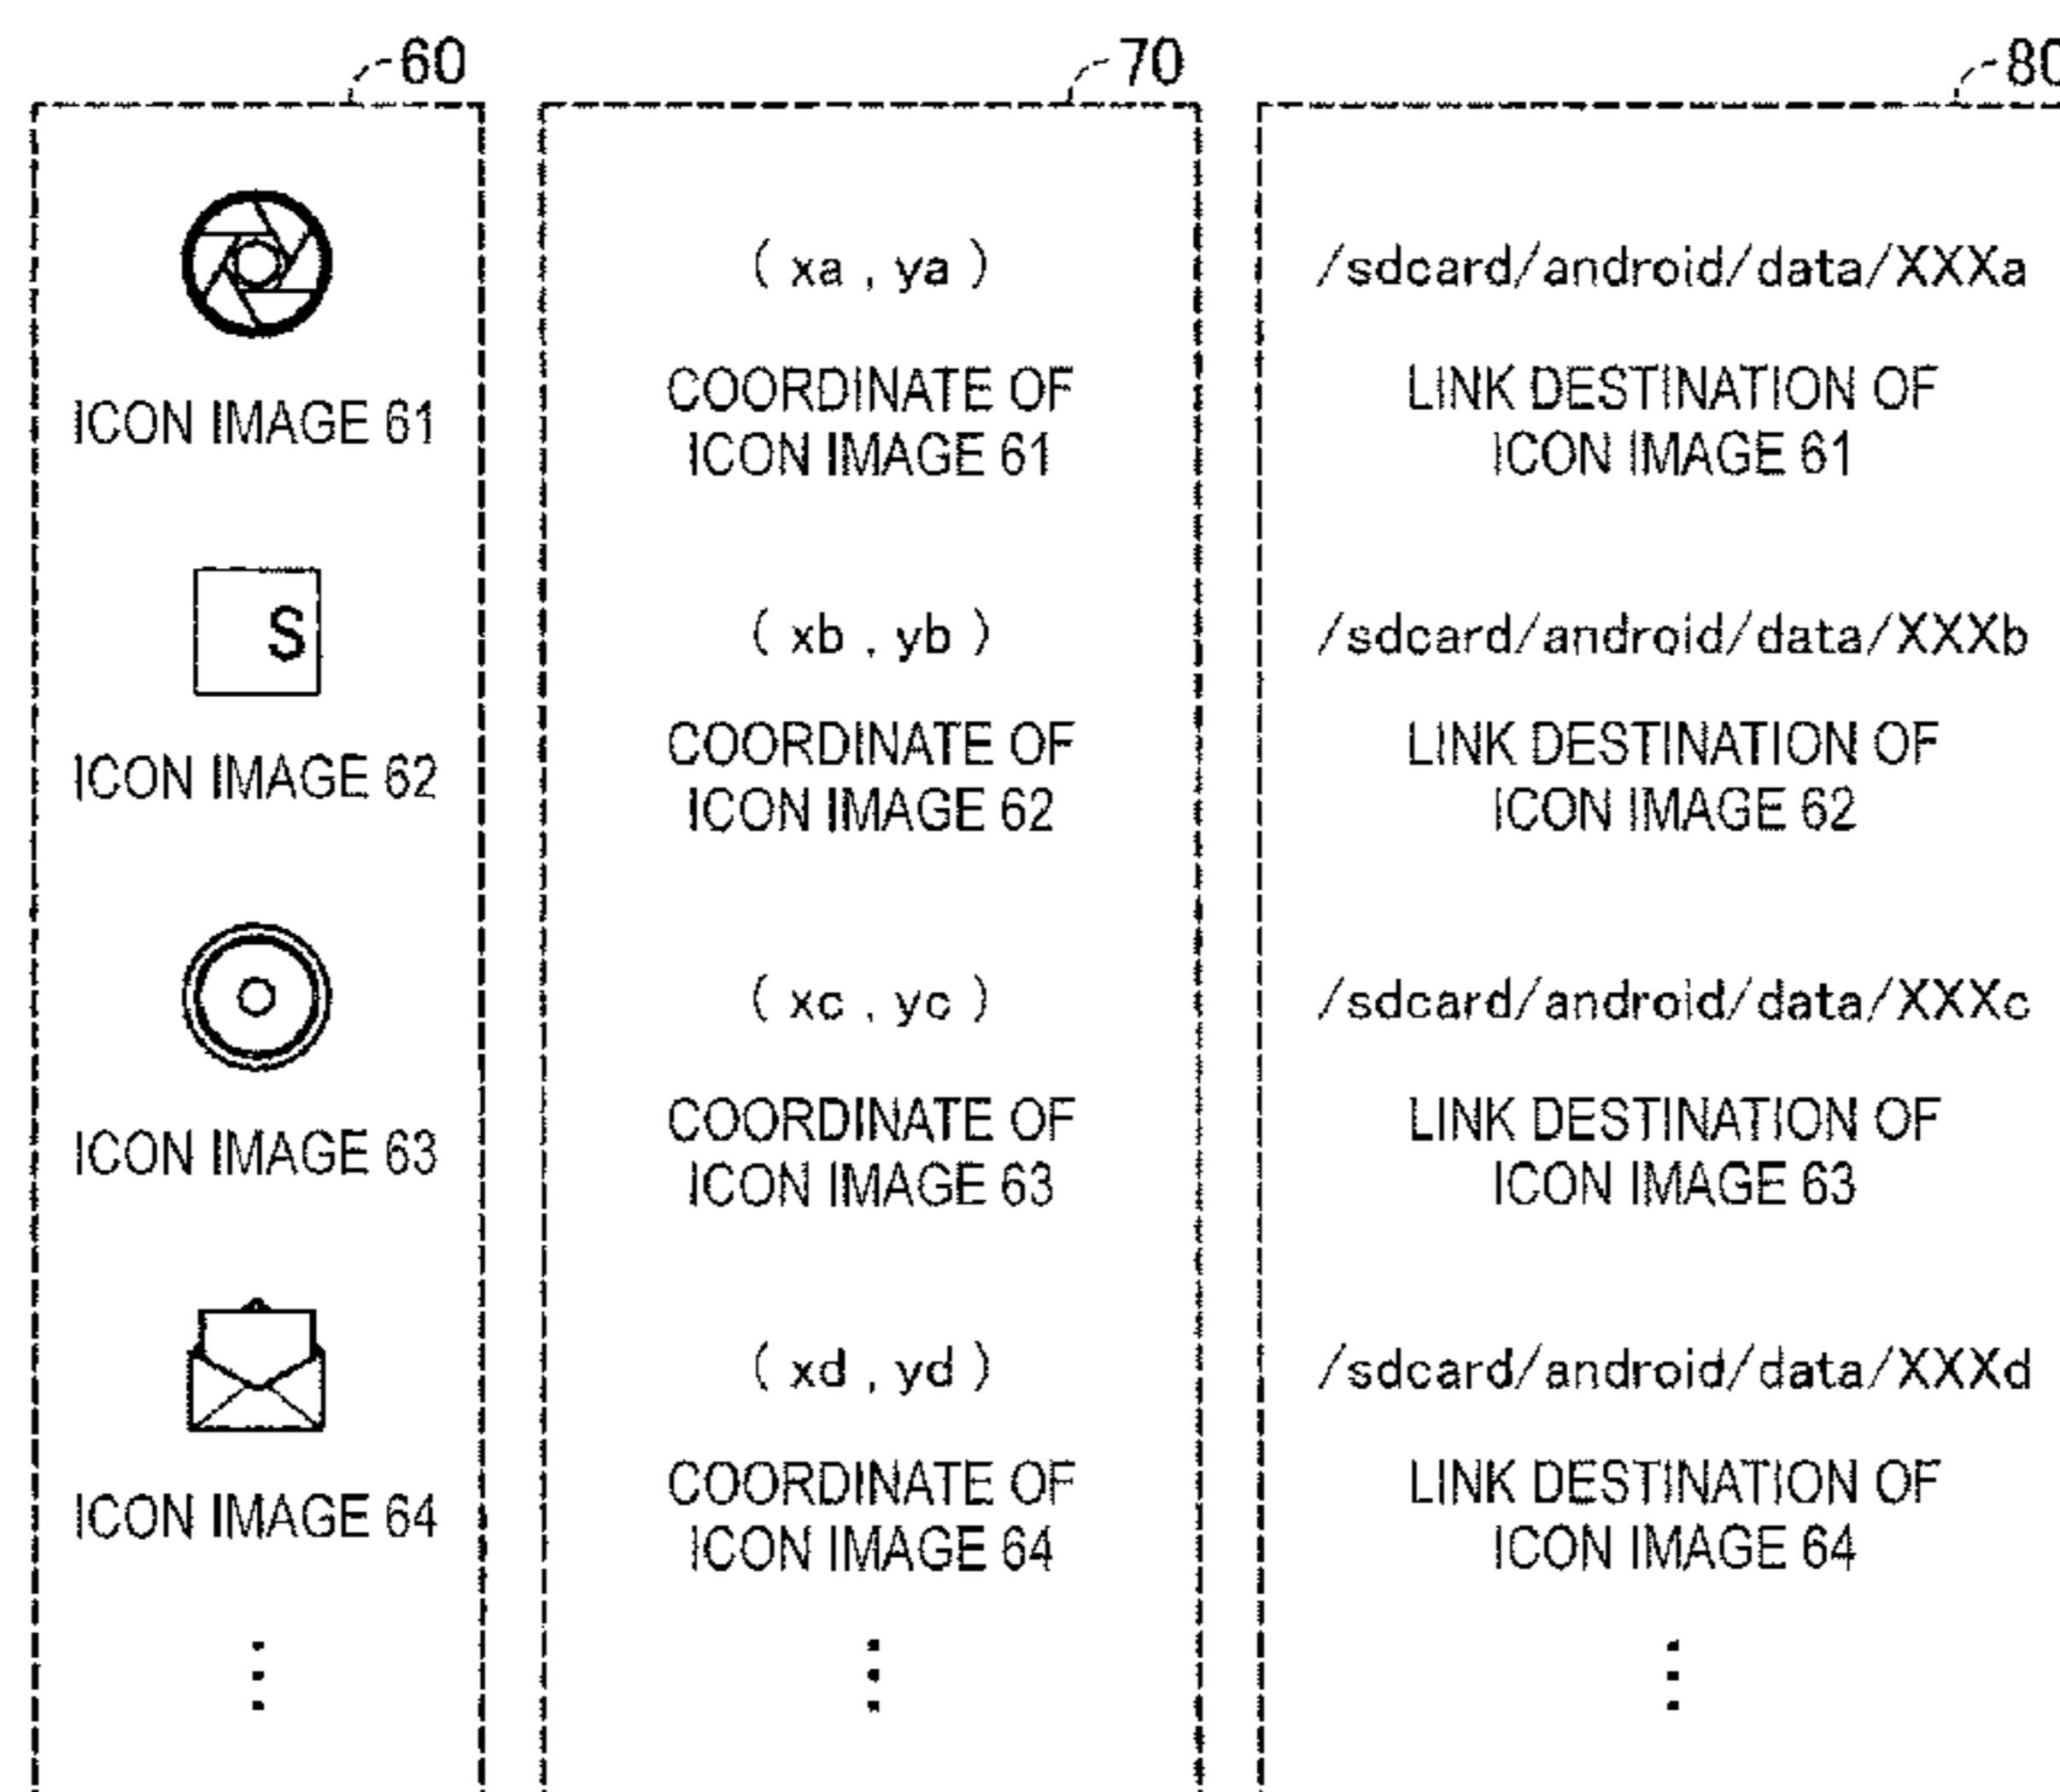 60
70
80
( xa , ya )
/sdcard/android/data/XXXa
ICON IMAGE 61
COORDINATE OF
ICON IMAGE 61
LINK DESTINATION OF
ICON IMAGE 61
S
( xb , yb )
/sdcard/android/data/XXXb
ICON IMAGE 62
COORDINATE OF
ICON IMAGE 62
LINK DESTINATION OF
ICON IMAGE 62
( xc , yc )
/sdcard/android/data/XXXc
ICON IMAGE 63
COORDINATE OF
ICON IMAGE 63
LINK DESTINATION OF
ICON IMAGE 63
( xd , yd )
/sdcard/android/data/XXXd
ICON IMAGE 64
COORDINATE OF
ICON IMAGE 64
LINK DESTINATION OF
ICON IMAGE 64